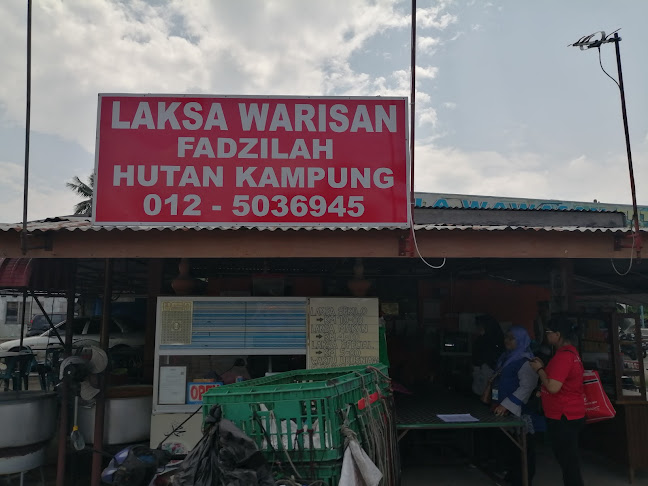 LAKSA WARISAN
FADZILAH
HUTAN KAMPUNG
012 - 5036945
OPEN